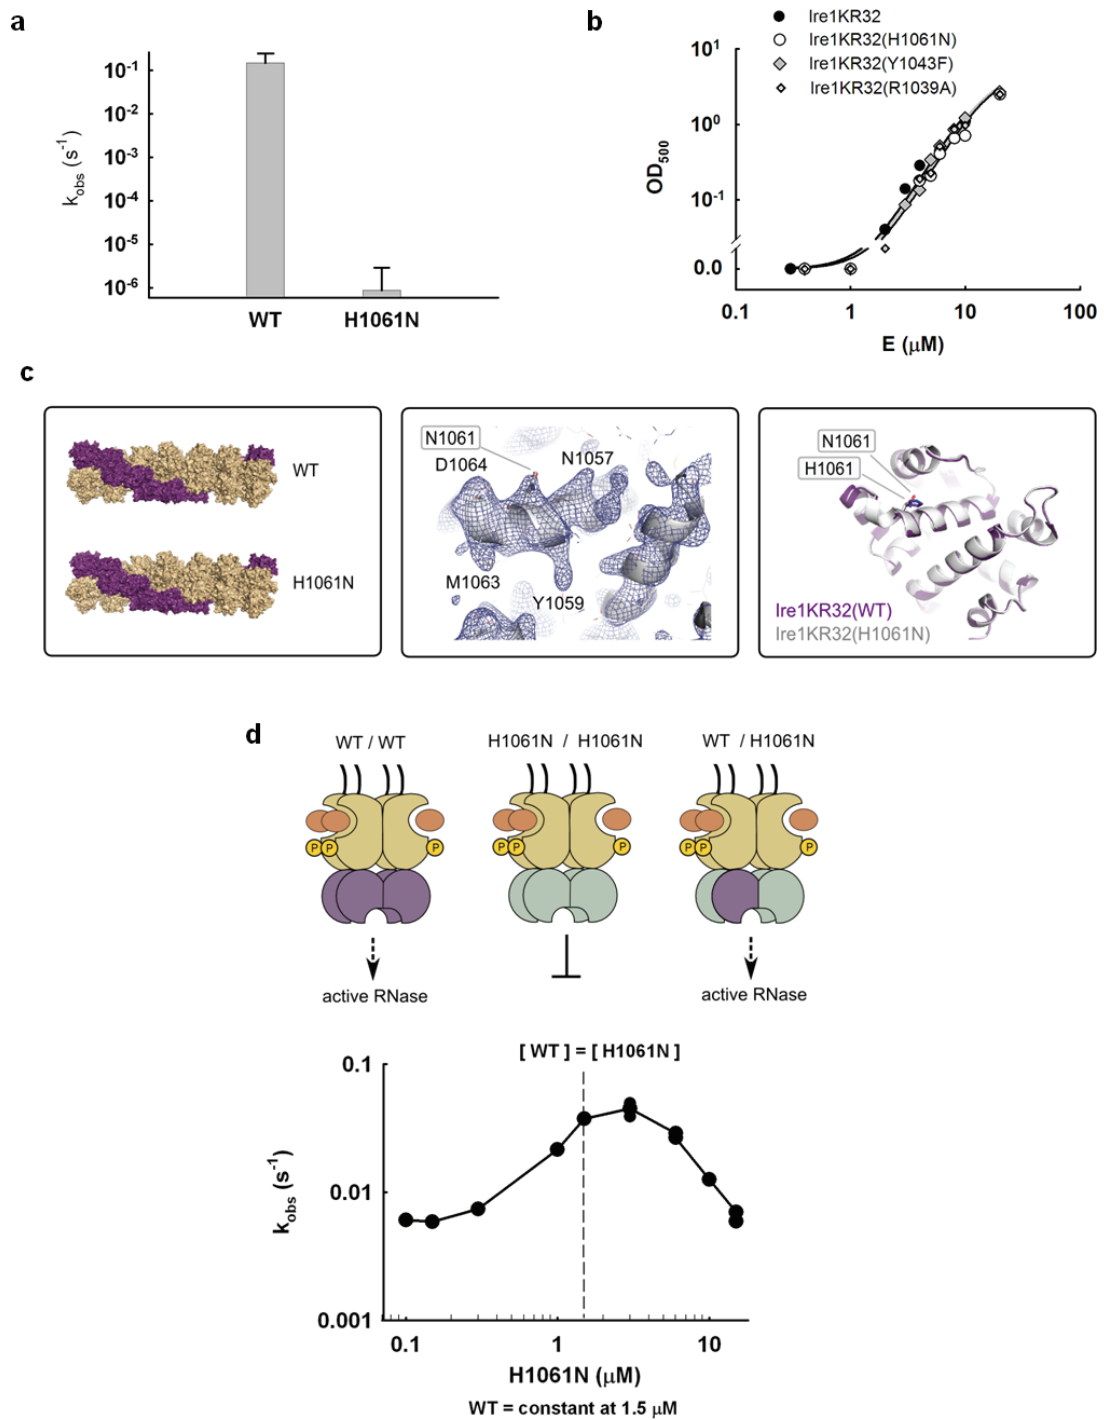 a
10⁻¹
10⁻²
10⁻³
10⁻⁴
10⁻⁵
10⁻⁶
k_obs (s⁻¹)
WT H1061N
b
Ire1KR32
Ire1KR32(H1061N)
Ire1KR32(Y1043F)
Ire1KR32(R1039A)
10¹
10⁰
10⁻¹
0.0
OD₅₀₀
0.1 1 10 100
E (μM)
c
WT
H1061N
N1061
D1064
N1057
M1063
Y1059
N1061
H1061
Ire1KR32(WT)
Ire1KR32(H1061N)
d
WT / WT
H1061N / H1061N
WT / H1061N
P P P
P P P
P P P
active RNase
active RNase
[ WT ] = [ H1061N ]
0.1
0.01
0.001
k_obs (s⁻¹)
0.1 1 10
H1061N (μM)
WT = constant at 1.5 μM